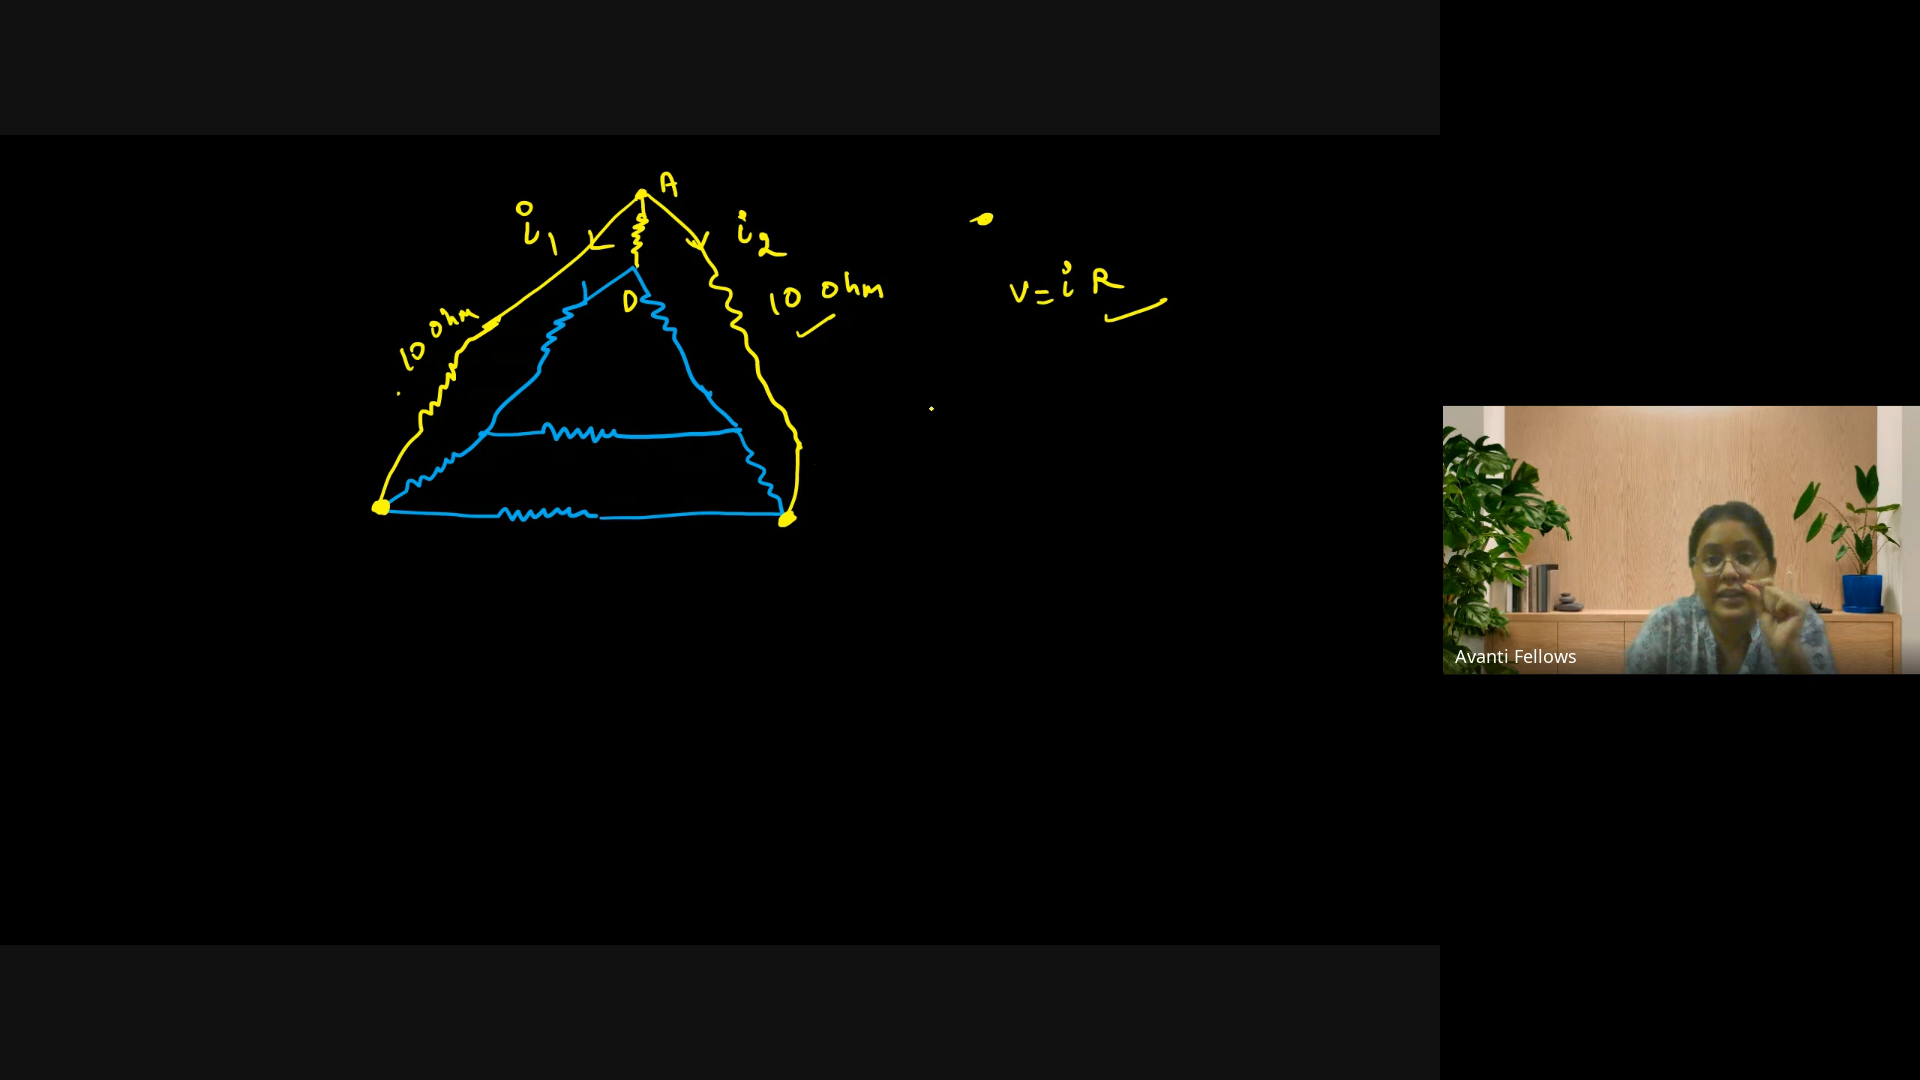 A
i1
i2
10 ohm
10 ohm
D
V = i R
Avanti Fellows